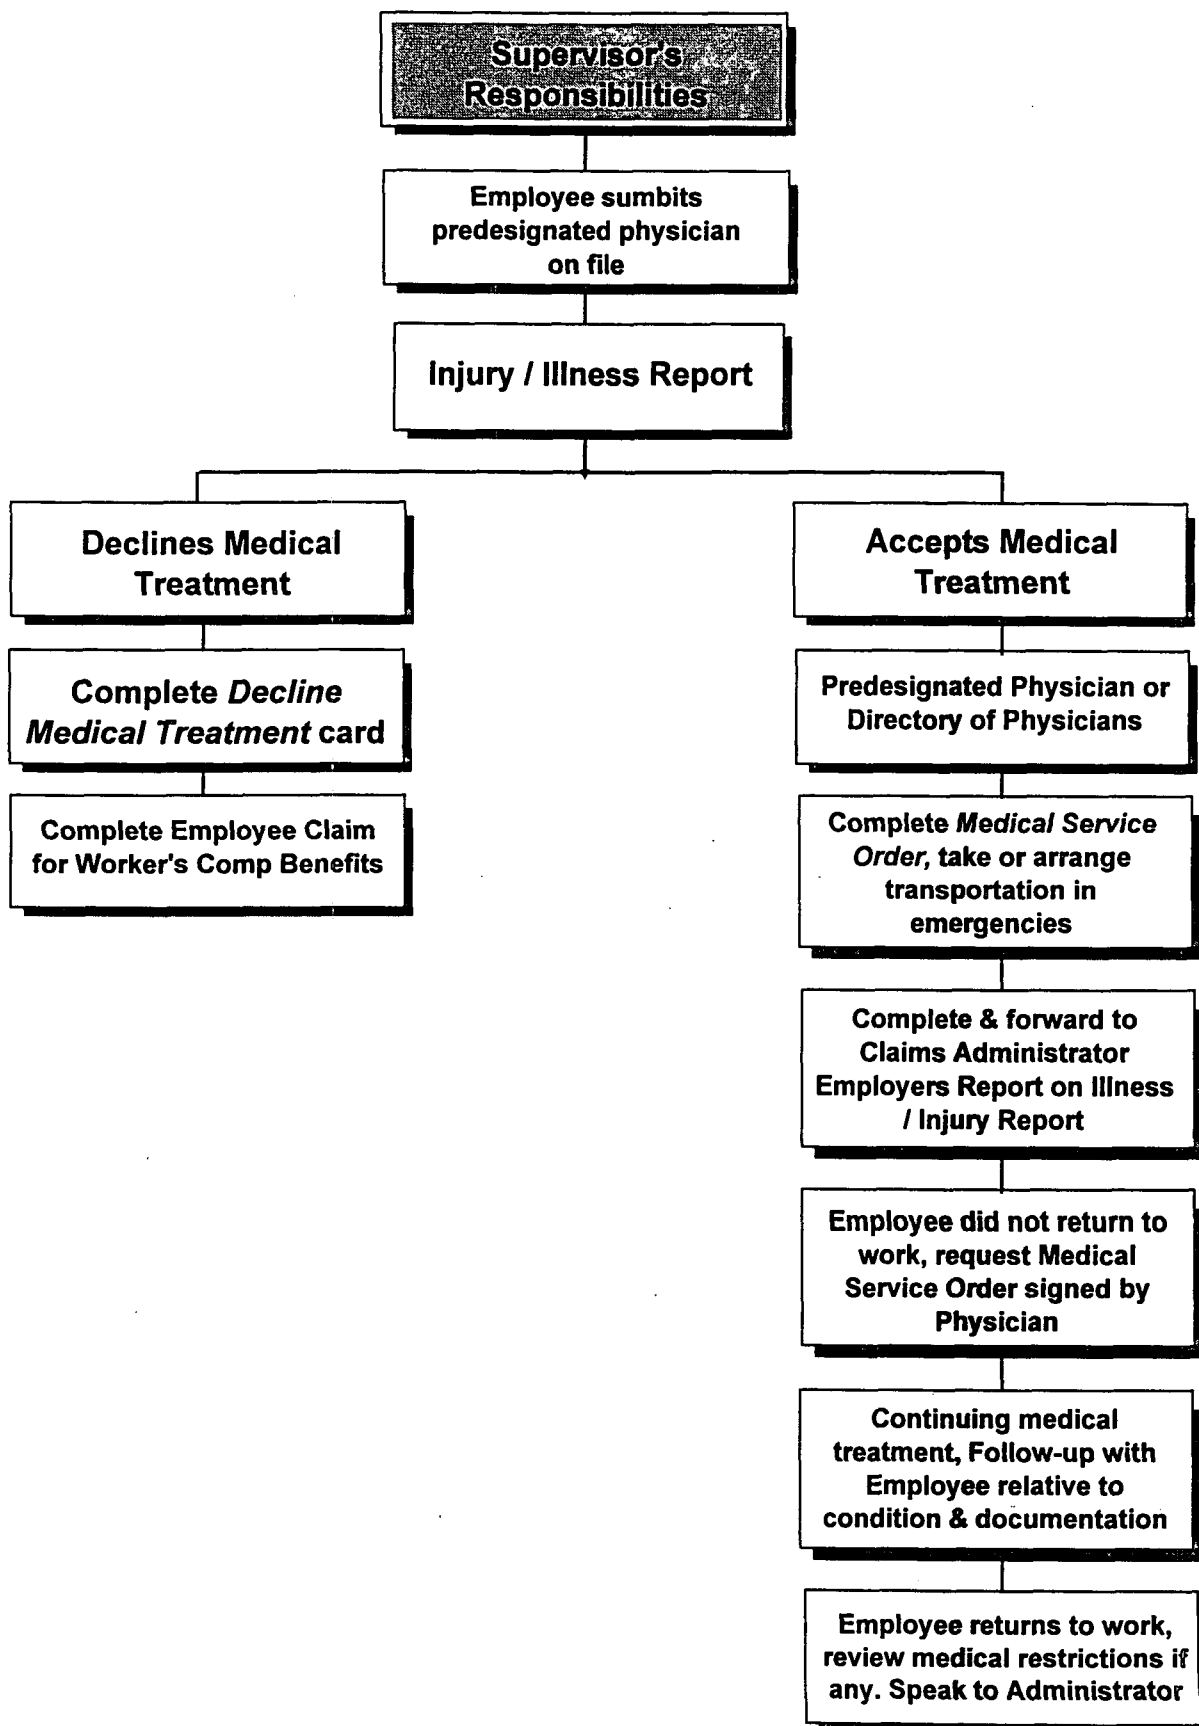 Supervisor's
Responsibilities
Employee sumbits
predesignated physician
on file
Injury / Illness Report
Declines Medical
Treatment
Complete Decline
Medical Treatment card
Complete Employee Claim
for Worker's Comp Benefits
Accepts Medical
Treatment
Predesignated Physician or
Directory of Physicians
Complete Medical Service
Order, take or arrange
transportation in
emergencies
Complete & forward to
Claims Administrator
Employers Report on Illness
/ Injury Report
Employee did not return to
work, request Medical
Service Order signed by
Physician
Continuing medical
treatment, Follow-up with
Employee relative to
condition & documentation
Employee returns to work,
review medical restrictions if
any. Speak to Administrator